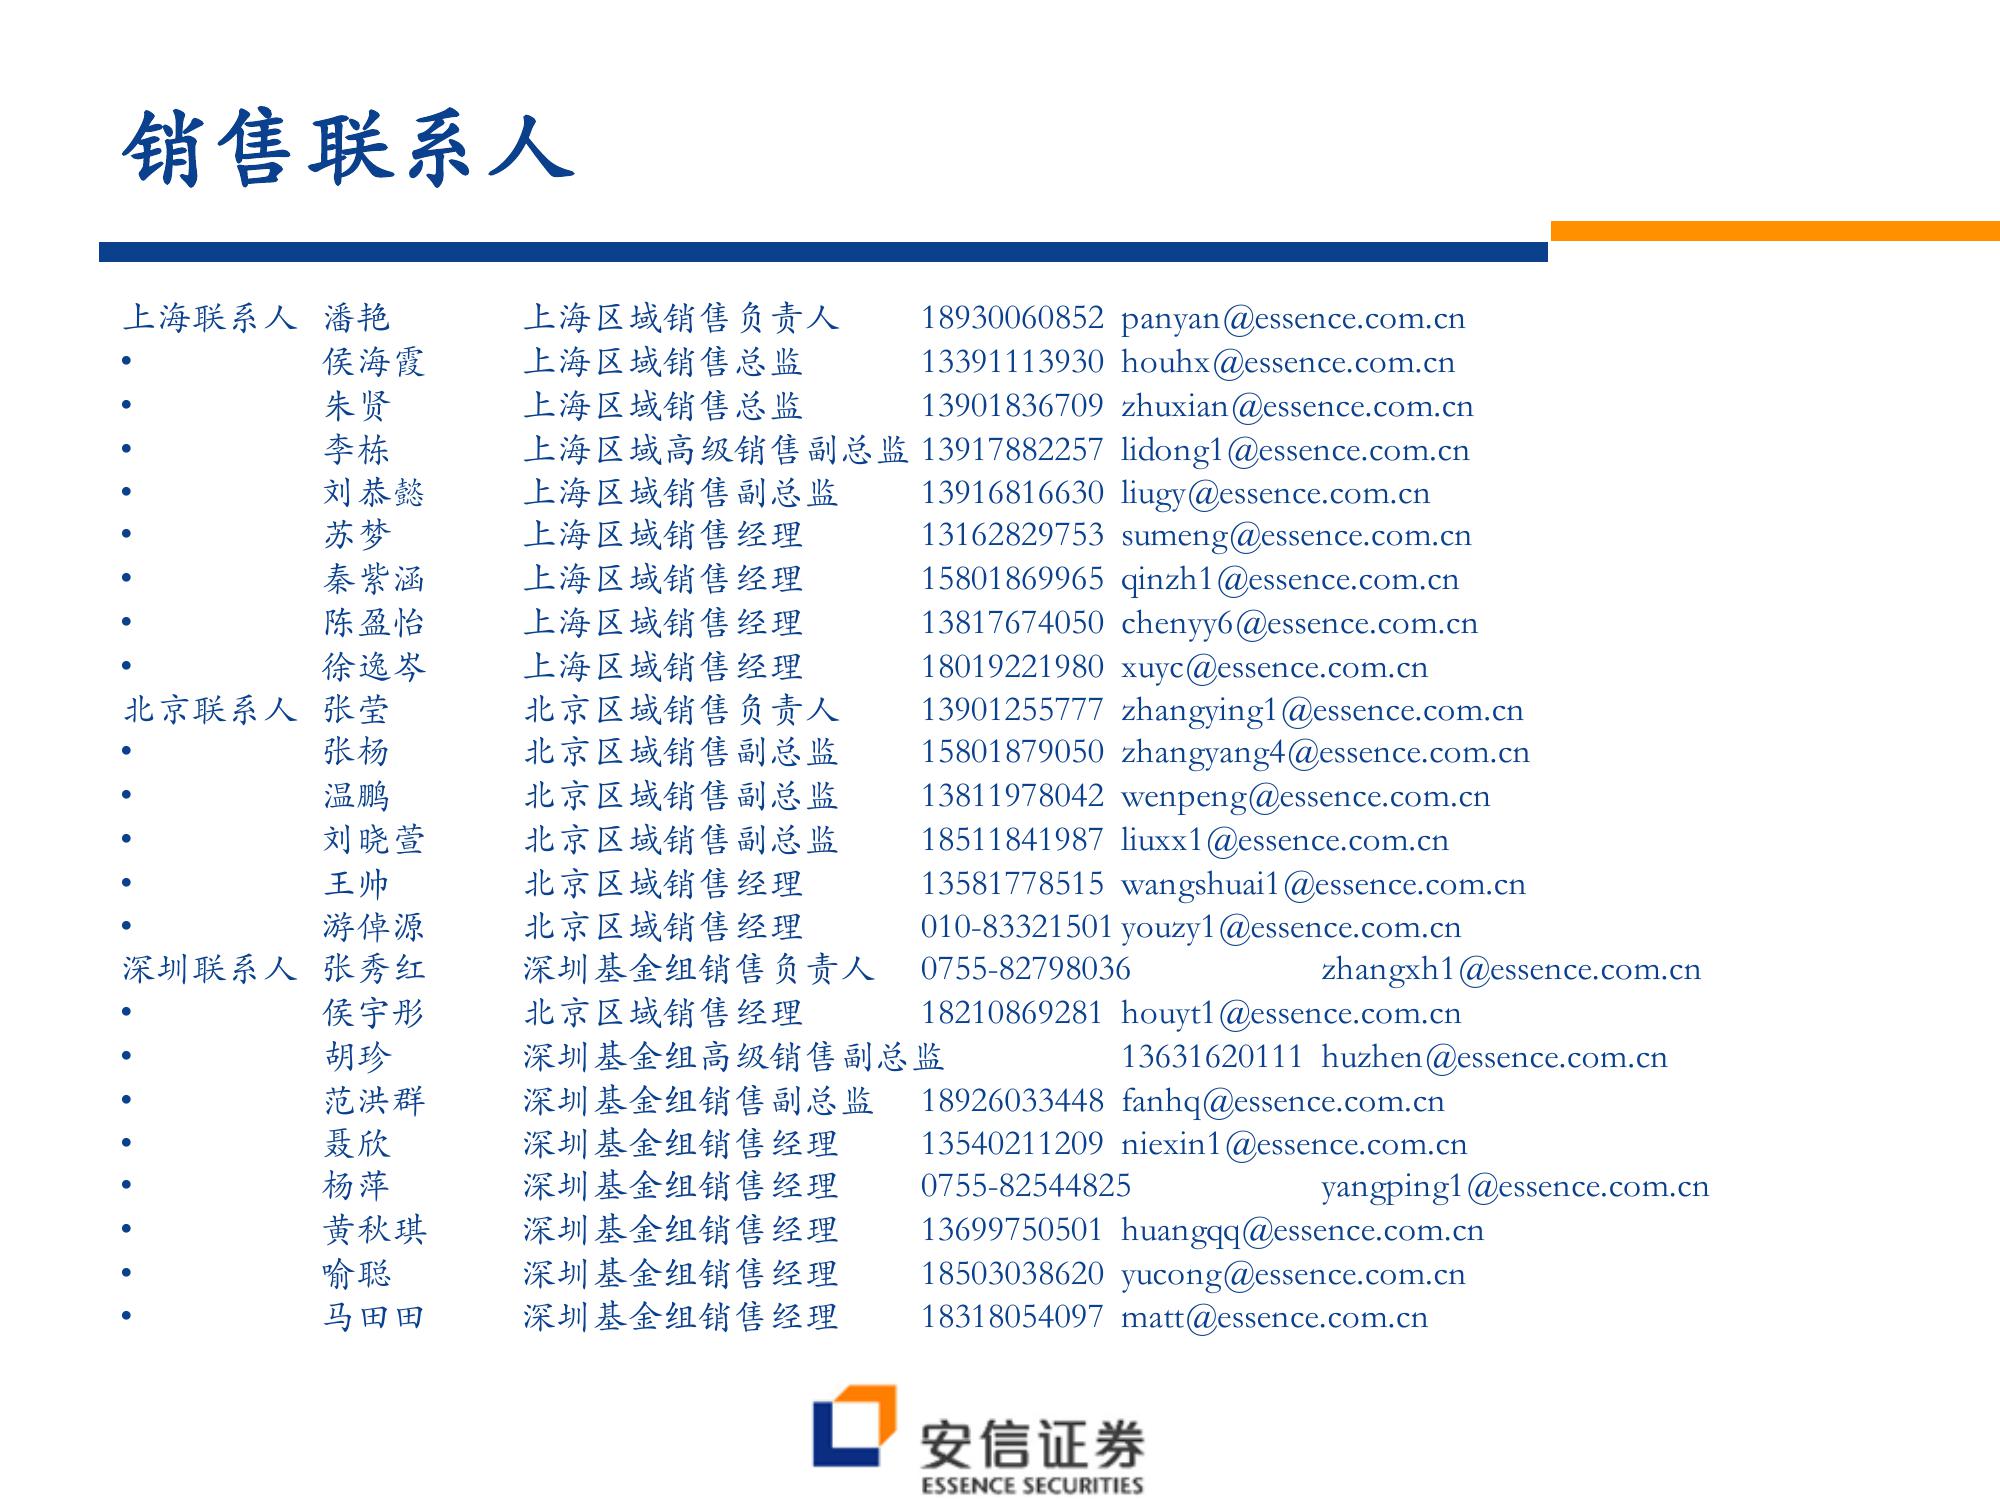 销售联系人
上海联系人 潘艳 上海区域销售负责人 18930060852 panyan@essence.com.cn
• 侯海霞 上海区域销售总监 13391113930 houhx@essence.com.cn
• 朱贤 上海区域销售总监 13901836709 zhuxian@essence.com.cn
• 李栋 上海区域高级销售副总监 13917882257 lidong1@essence.com.cn
• 刘恭懿 上海区域销售副总监 13916816630 liugy@essence.com.cn
• 苏梦 上海区域销售经理 13162829753 sumeng@essence.com.cn
• 秦紫涵 上海区域销售经理 15801869965 qinzh1@essence.com.cn
• 陈盈怡 上海区域销售经理 13817674050 chenyy6@essence.com.cn
• 徐逸岑 上海区域销售经理 18019221980 xuyc@essence.com.cn
北京联系人 张莹 北京区域销售负责人 13901255777 zhangying1@essence.com.cn
• 张杨 北京区域销售副总监 15801879050 zhangyang4@essence.com.cn
• 温鹏 北京区域销售副总监 13811978042 wenpeng@essence.com.cn
• 刘晓萱 北京区域销售副总监 18511841987 liuxx1@essence.com.cn
• 王帅 北京区域销售经理 13581778515 wangshuai1@essence.com.cn
• 游倬源 北京区域销售经理 010-83321501 youzy1@essence.com.cn
深圳联系人 张秀红 深圳基金组销售负责人 0755-82798036 zhangxh1@essence.com.cn
• 侯宇彤 北京区域销售经理 18210869281 houyt1@essence.com.cn
• 胡珍 深圳基金组高级销售副总监 13631620111 huzhen@essence.com.cn
• 范洪群 深圳基金组销售副总监 18926033448 fanhq@essence.com.cn
• 聂欣 深圳基金组销售经理 13540211209 niexin1@essence.com.cn
• 杨萍 深圳基金组销售经理 0755-82544825 yangping1@essence.com.cn
• 黄秋琪 深圳基金组销售经理 13699750501 huangqq@essence.com.cn
• 喻聪 深圳基金组销售经理 18503038620 yucong@essence.com.cn
• 马田田 深圳基金组销售经理 18318054097 matt@essence.com.cn
安信证券
ESSENCE SECURITIES